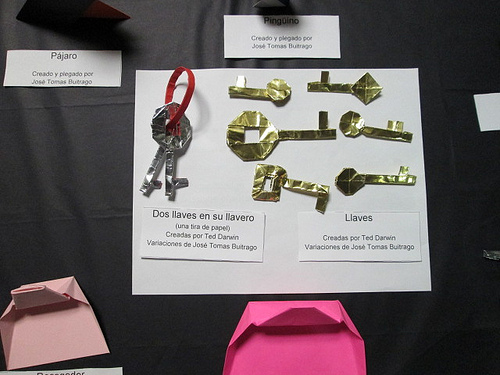 Pingüino
Creado y plegado por
José Tomas Buitrago
Pájaro
Creado y plegado por
José Tomas Buitrago
Dos llaves en su llavero
(una tira de papel)
Creadas por Ted Darwin
Variaciones de José Tomas Buitrago
Llaves
Creadas por Ted Darwin
Variaciones de José Tomas Buitrago